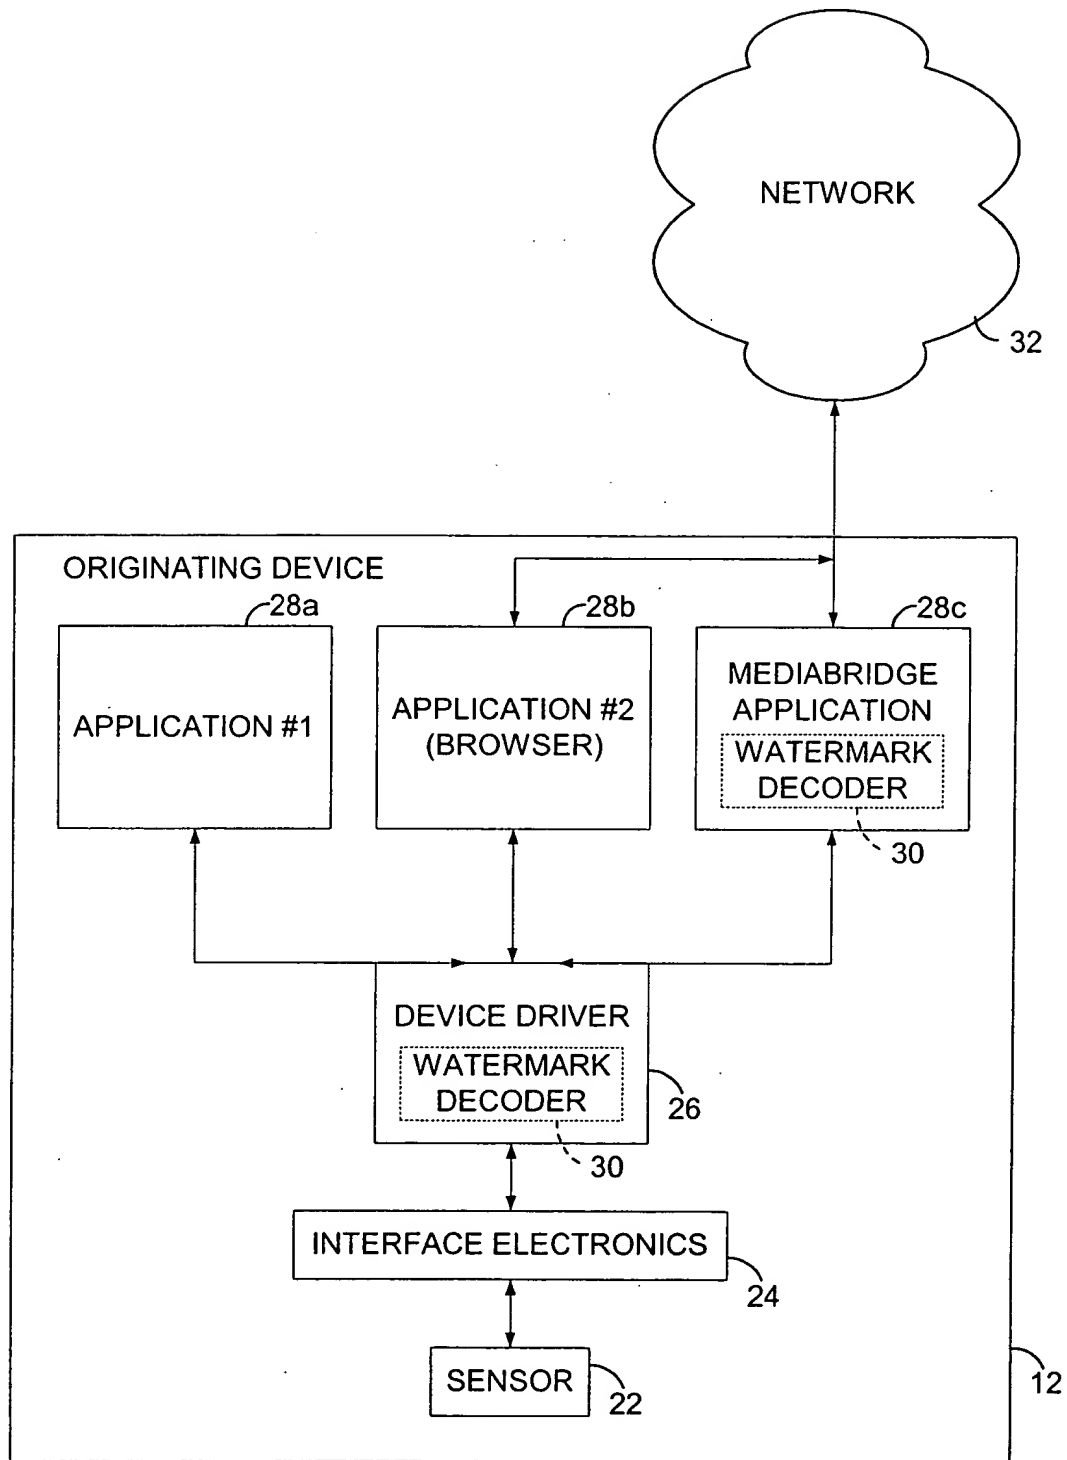 NETWORK
32
ORIGINATING DEVICE
28a
28b
28c
APPLICATION #1
APPLICATION #2
(BROWSER)
MEDIABRIDGE
APPLICATION
WATERMARK
DECODER
30
DEVICE DRIVER
WATERMARK
DECODER
26
30
INTERFACE ELECTRONICS
24
SENSOR
22
12